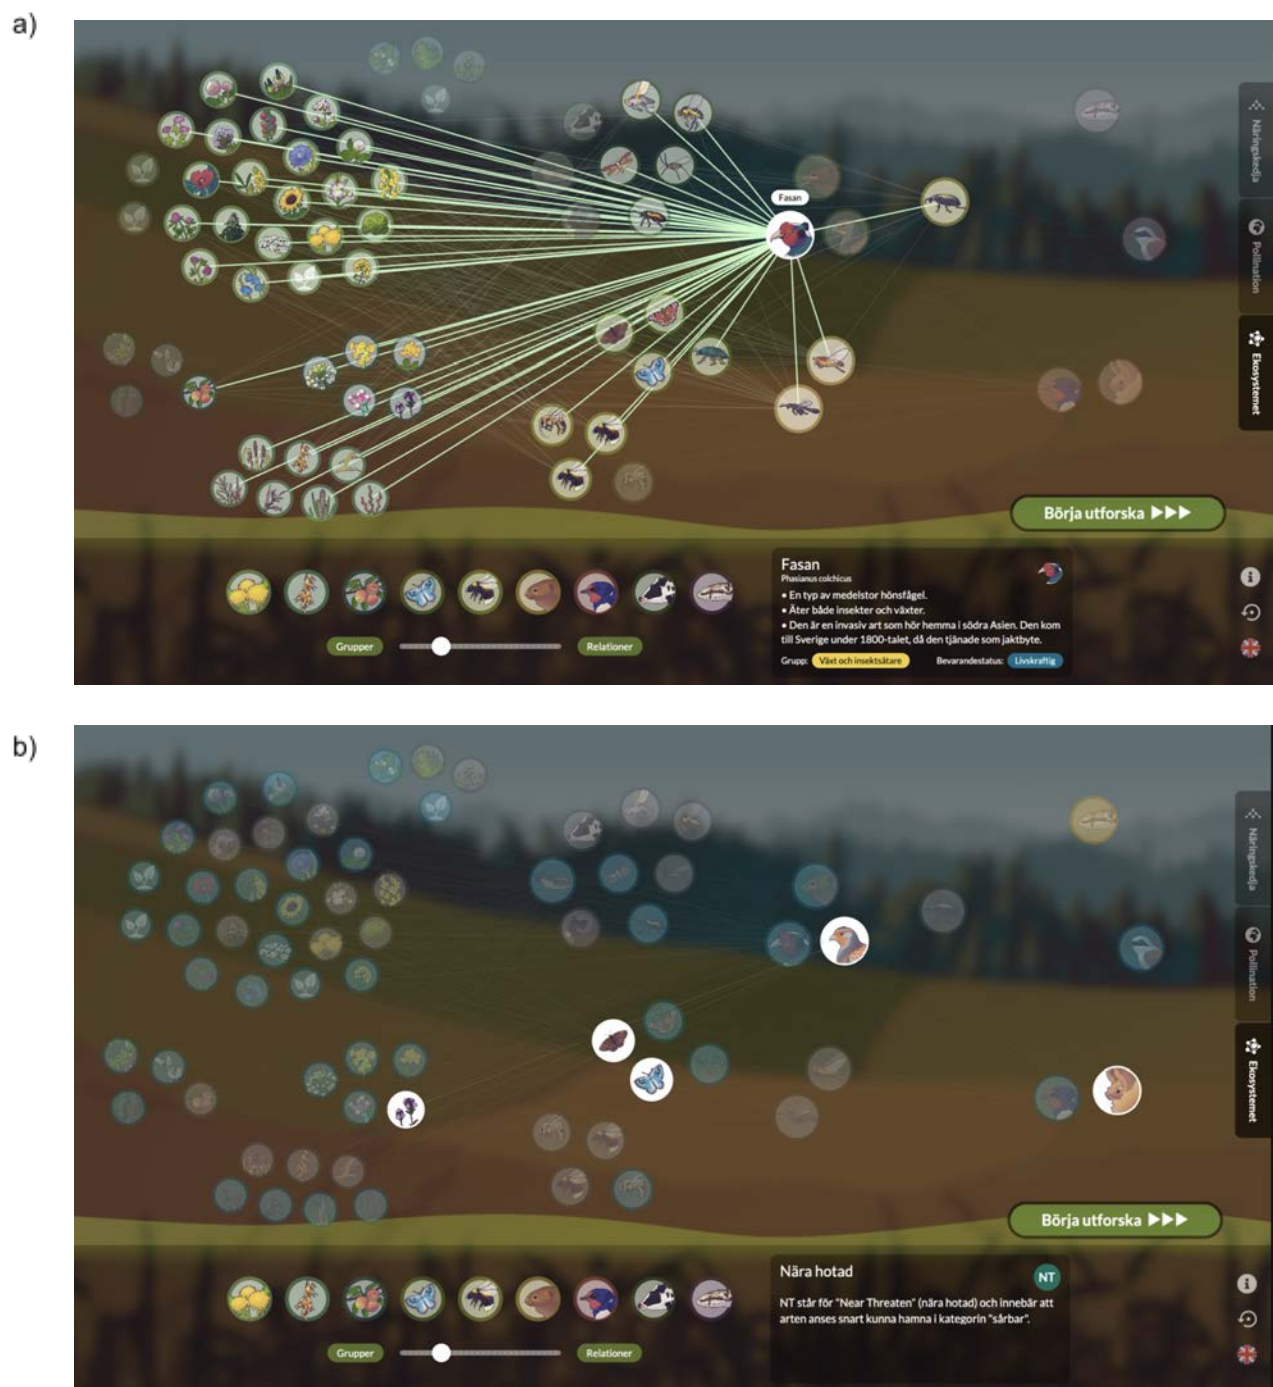 a)
Fasan
Näringskedja
Pollination
Ekosystemet
Börja utforska
Fasan
Phasianus colchicus
• En typ av medelstor hönsfågel.
• Äter både insekter och växter.
• Den är en invasiv art som hör hemma i södra Asien. Den kom
till Sverige under 1800-talet, då den tjänade som jaktbyte.
Grupp: Växt och insektsätare Bevarandestatus: Livskraftig
Grupper
Relationer
b)
Näringskedja
Pollination
Ekosystemet
Börja utforska
Nära hotad
NT
NT står för "Near Threaten" (nära hotad) och innebär att
arten anses snart kunna hamna i kategorin "sårbar".
Grupper
Relationer